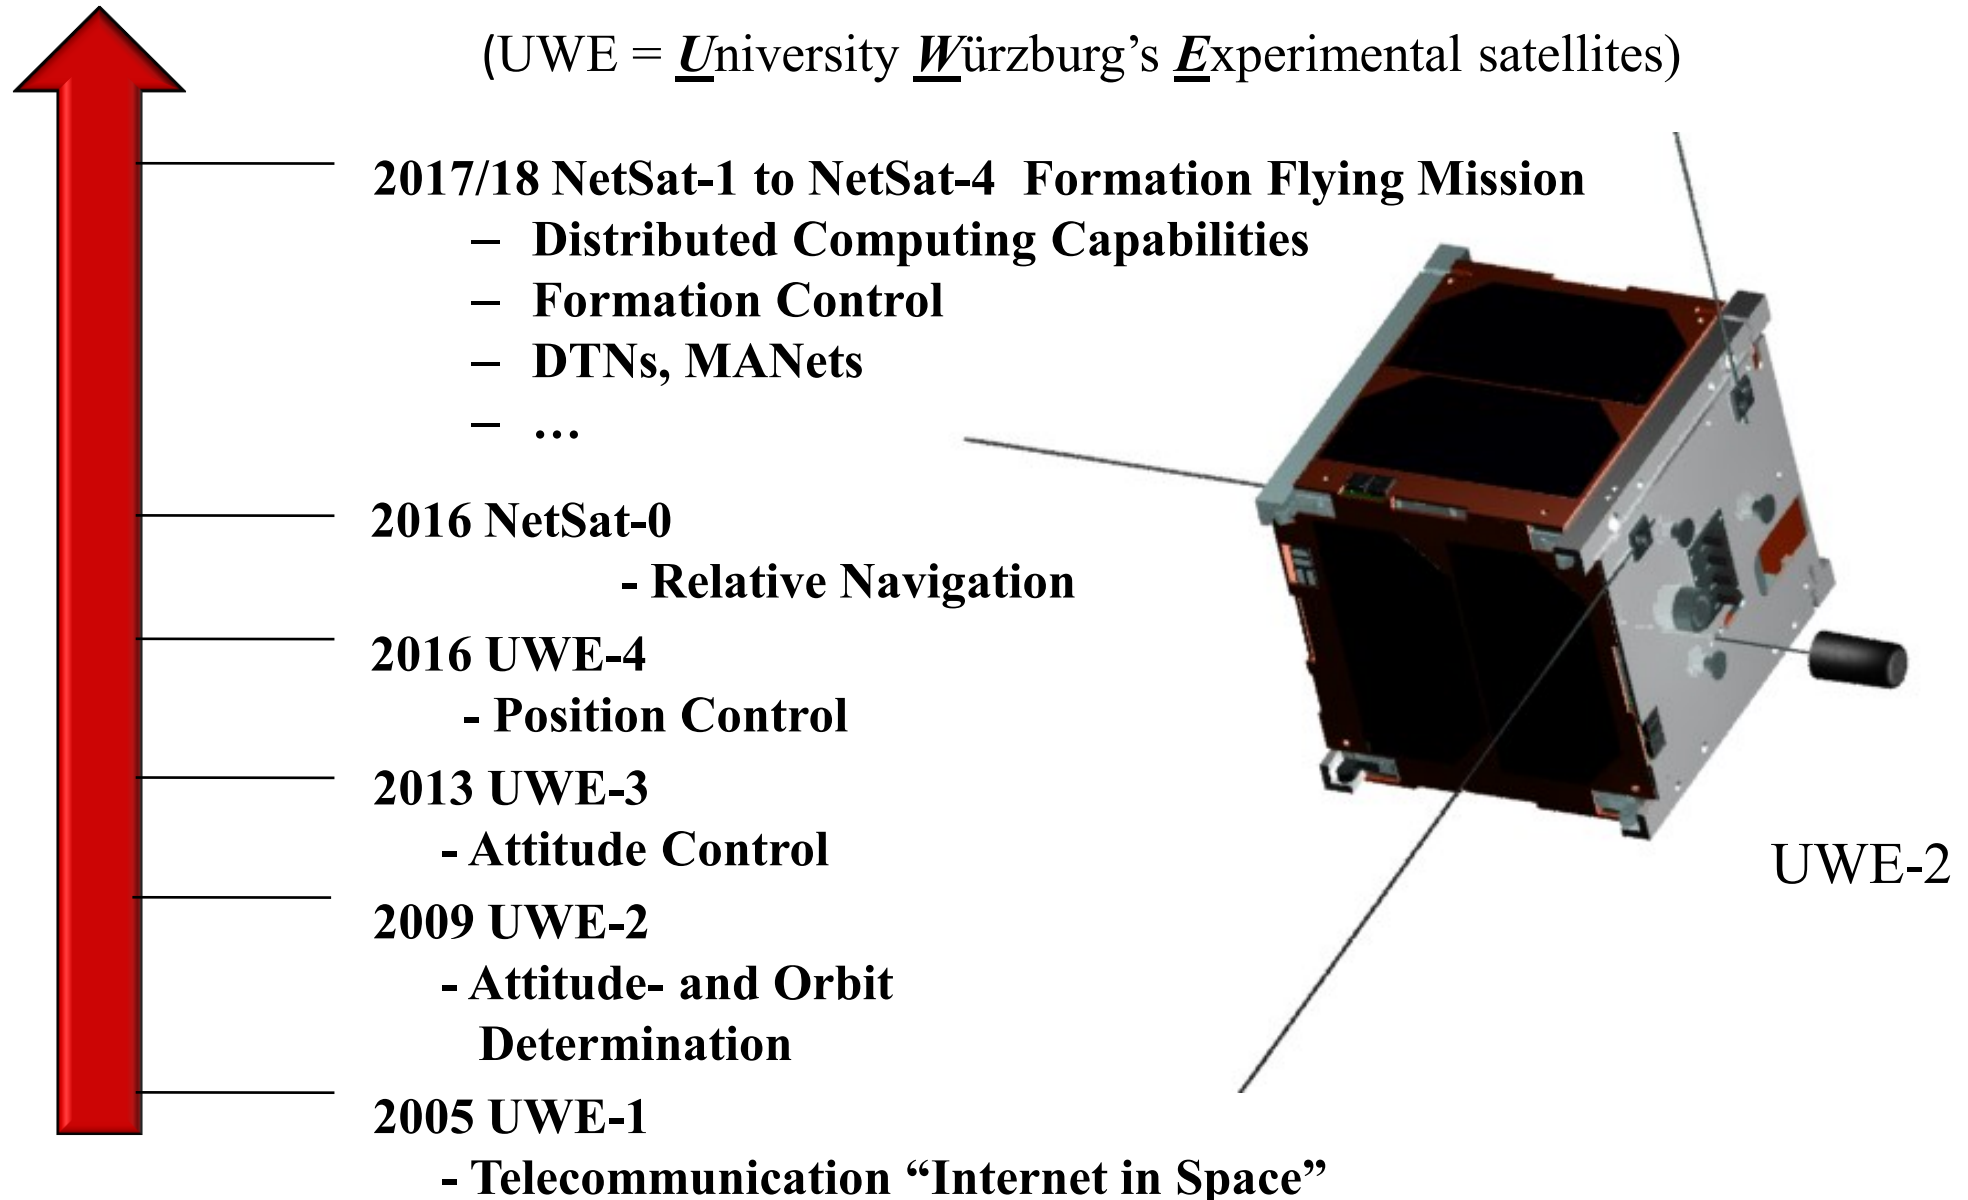 (UWE = University Würzburg’s Experimental satellites)
2017/18 NetSat-1 to NetSat-4 Formation Flying Mission
– Distributed Computing Capabilities
– Formation Control
– DTNs, MANets
– …
2016 NetSat-0
- Relative Navigation
2016 UWE-4
- Position Control
2013 UWE-3
- Attitude Control
2009 UWE-2
- Attitude- and Orbit
Determination
2005 UWE-1
- Telecommunication “Internet in Space”
UWE-2